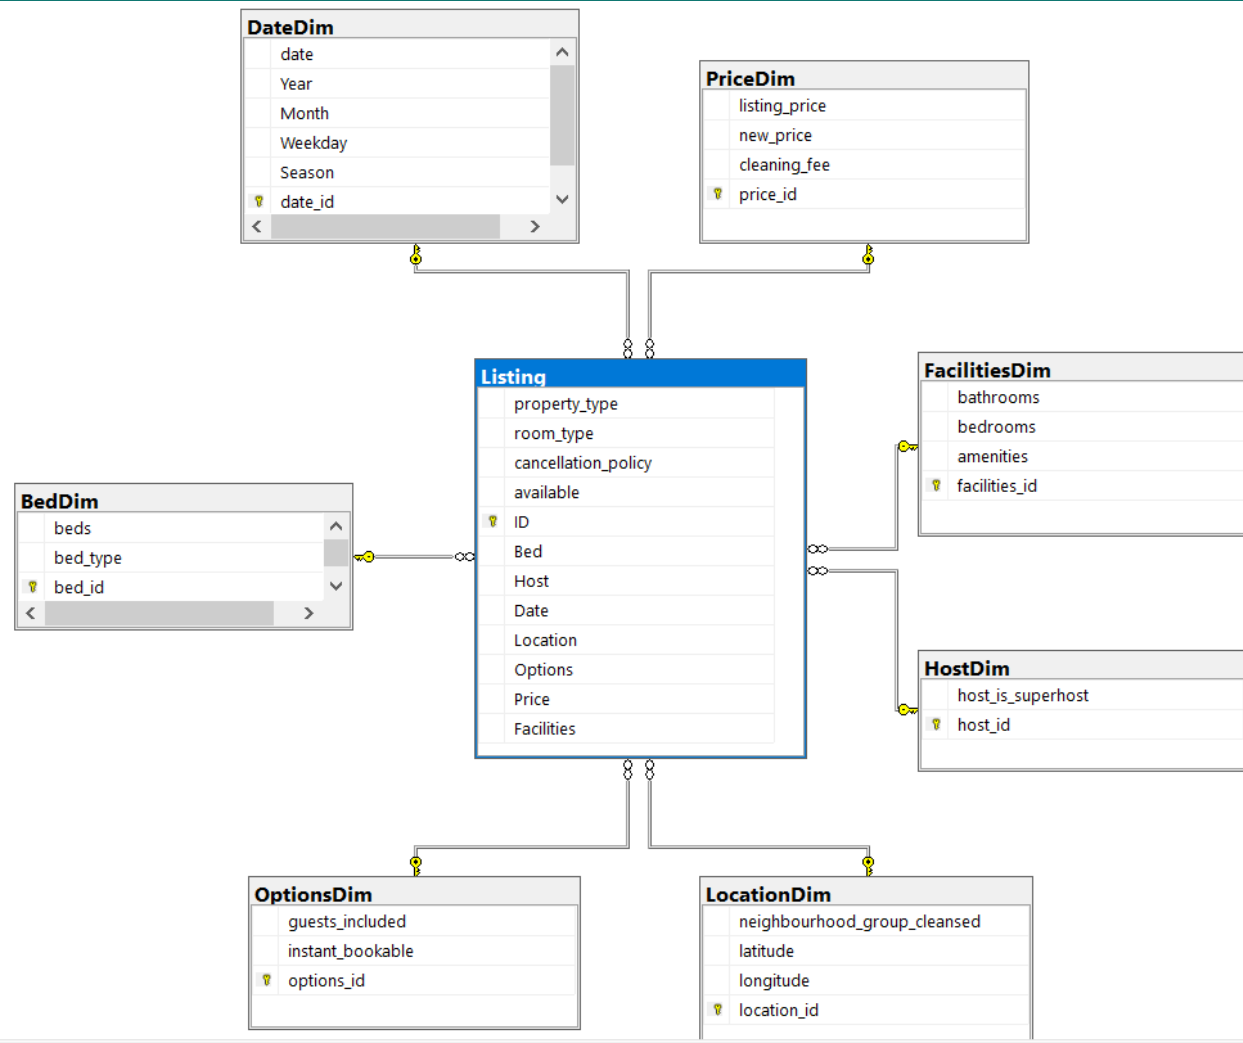 DateDim
date
Year
Month
Weekday
Season
date_id
PriceDim
listing_price
new_price
cleaning_fee
price_id
Listing
property_type
room_type
cancellation_policy
available
ID
Bed
Host
Date
Location
Options
Price
Facilities
FacilitiesDim
bathrooms
bedrooms
amenities
facilities_id
BedDim
beds
bed_type
bed_id
HostDim
host_is_superhost
host_id
OptionsDim
guests_included
instant_bookable
options_id
LocationDim
neighbourhood_group_cleansed
latitude
longitude
location_id